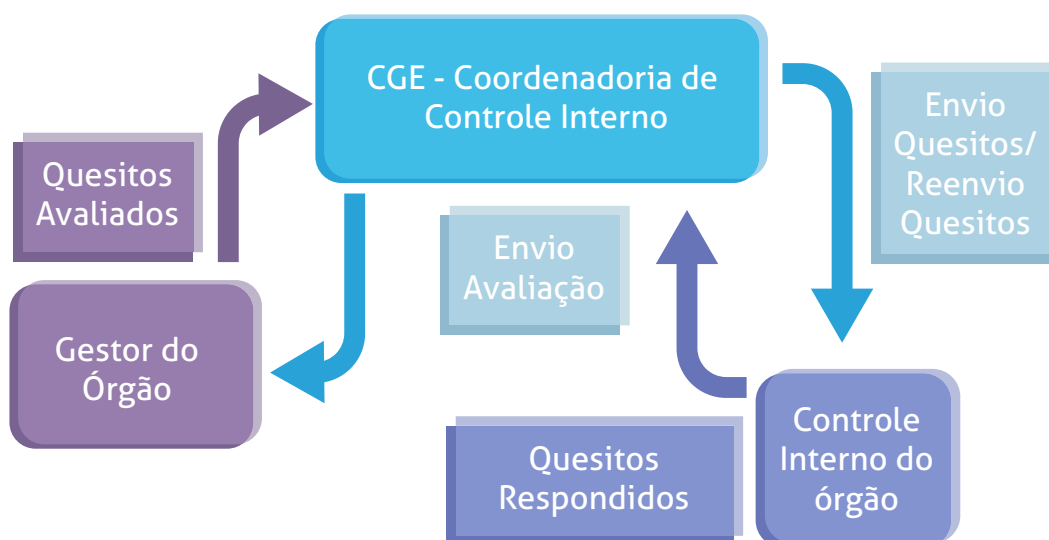 CGE - Coordenadoria de
Controle Interno
Envio
Quesitos/
Reenvio
Quesitos
Quesitos
Avaliados
Envio
Avaliação
Gestor do
Órgão
Controle
Interno do
órgão
Quesitos
Respondidos